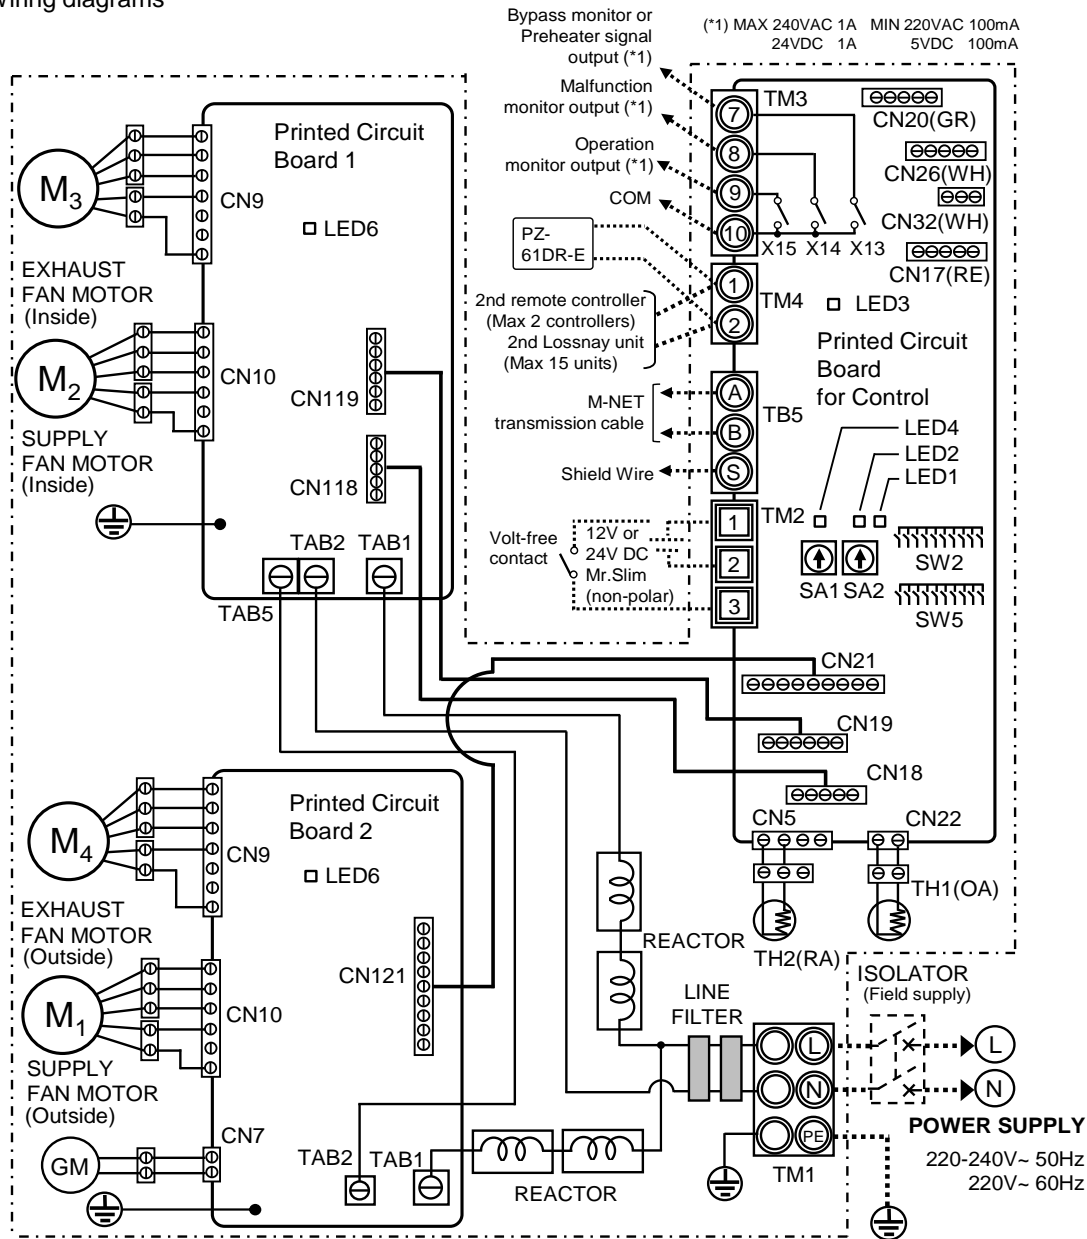 Wiring diagrams
Bypass monitor or
Preheater signal
output (*1)
Malfunction
monitor output (*1)
Operation
monitor output (*1)
COM
(*1) MAX 240VAC 1A MIN 220VAC 100mA
24VDC 1A 5VDC 100mA
TM3
7
8
9
10
X15 X14 X13
CN20(GR)
CN26(WH)
CN32(WH)
CN17(RE)
PZ-
61DR-E
2nd remote controller
(Max 2 controllers)
2nd Lossnay unit
(Max 15 units)
1
2
TM4
LED3
Printed Circuit
Board
for Control
M-NET
transmission cable
Shield Wire
A
B
S
TB5
LED4
LED2
LED1
Volt-free
contact
12V or
24V DC
Mr.Slim
(non-polar)
1
2
3
TM2
SA1 SA2
SW2
SW5
CN21
CN19
CN18
CN5
CN22
TH2(RA)
TH1(OA)
Printed Circuit
Board 1
LED6
M3
CN9
EXHAUST
FAN MOTOR
(Inside)
M2
CN10
SUPPLY
FAN MOTOR
(Inside)
CN119
CN118
TAB2 TAB1
TAB5
Printed Circuit
Board 2
LED6
M4
CN9
EXHAUST
FAN MOTOR
(Outside)
M1
CN10
SUPPLY
FAN MOTOR
(Outside)
CN121
GM
CN7
TAB2 TAB1
REACTOR
REACTOR
LINE
FILTER
L
N
PE
TM1
ISOLATOR
(Field supply)
L
N
POWER SUPPLY
220-240V~ 50Hz
220V~ 60Hz